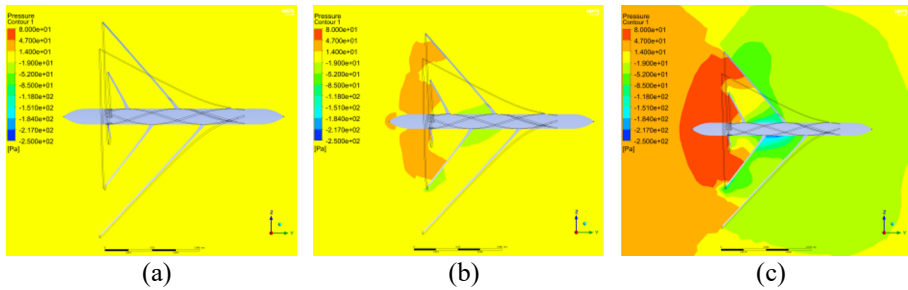 Pressure
Contour 1
8.000e+01
4.700e+01
1.400e+01
-1.900e+01
-5.200e+01
-8.500e+01
-1.180e+02
-1.510e+02
-1.840e+02
-2.170e+02
-2.500e+02
[Pa]
Z
Y
(a)
Pressure
Contour 1
8.000e+01
4.700e+01
1.400e+01
-1.900e+01
-5.200e+01
-8.500e+01
-1.180e+02
-1.510e+02
-1.840e+02
-2.170e+02
-2.500e+02
[Pa]
Z
Y
(b)
Pressure
Contour 1
8.000e+01
4.700e+01
1.400e+01
-1.900e+01
-5.200e+01
-8.500e+01
-1.180e+02
-1.510e+02
-1.840e+02
-2.170e+02
-2.500e+02
[Pa]
Z
Y
(c)